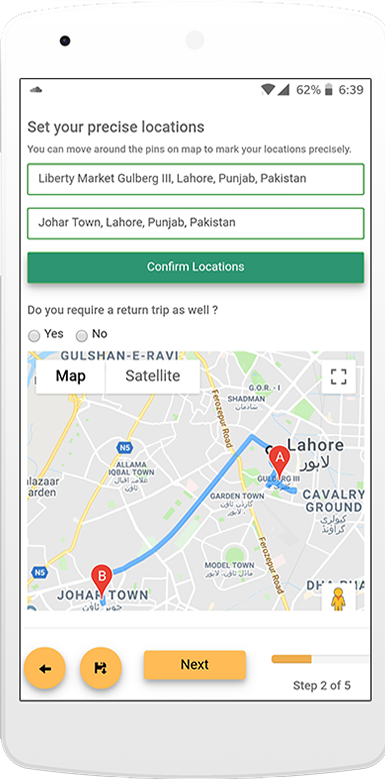 62% 6:39
Set your precise locations
You can move around the pins on map to mark your locations precisely.
Liberty Market Gulberg III, Lahore, Punjab, Pakistan
Johar Town, Lahore, Punjab, Pakistan
Confirm Locations
Do you require a return trip as well ?
Yes No
GULSHAN-E-RAVI
Map Satellite
G.O.R. - I
SHADMAN
شادمان
Ferozepur Road
N5
Lahore
لاہور
A
ALLAMA
IQBAL TOWN
علامہ اقبال
ٹاؤن
GULBERG III
گلبرگ
alazaar
arden
GARDEN TOWN
گارڈن ٹاؤن
CAVALRY
GROUND
کیولری
گراؤنڈ
Ferozepur Road
MODEL TOWN
ماڈل ٹاؤن
N5
B
JOHAR TOWN
جوہر ٹاؤن
DHA PHA
Next
Step 2 of 5